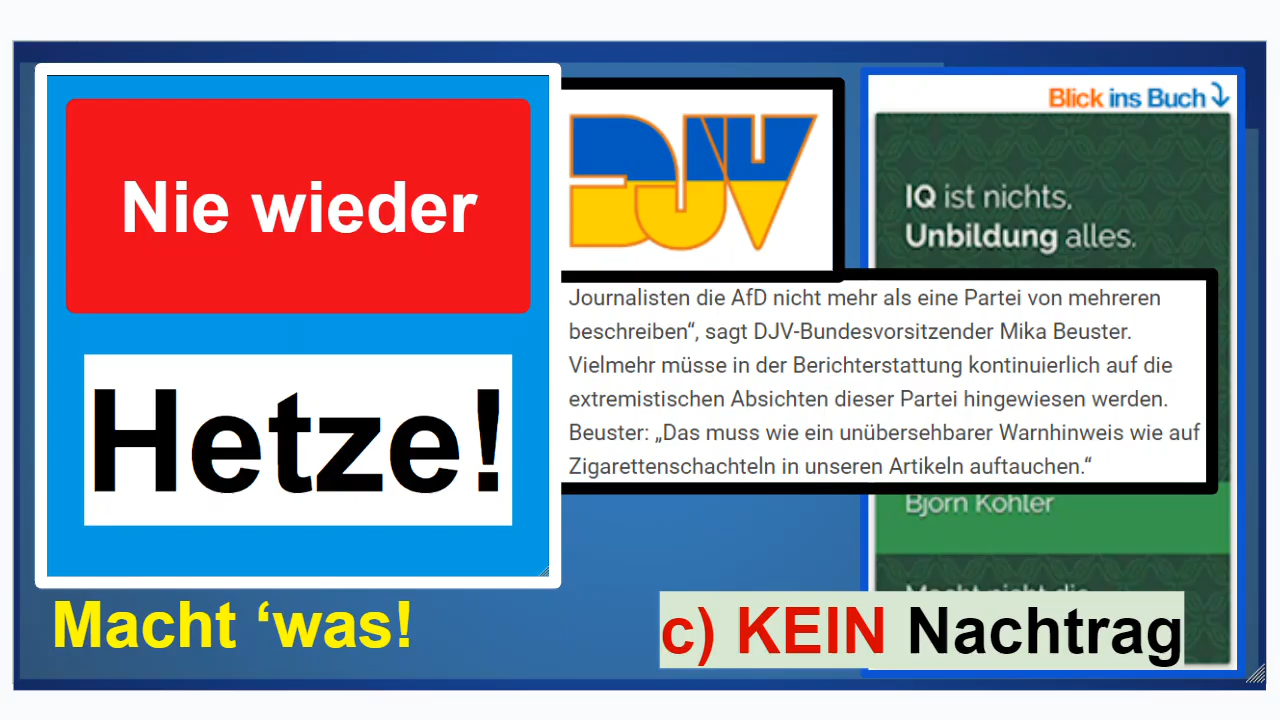 Nie wieder
Hetze!
Macht ‘was!
DJV
Journalisten die AfD nicht mehr als eine Partei von mehreren
beschreiben“, sagt DJV-Bundesvorsitzender Mika Beuster.
Vielmehr müsse in der Berichterstattung kontinuierlich auf die
extremistischen Absichten dieser Partei hingewiesen werden.
Beuster: „Das muss wie ein unübersehbarer Warnhinweis wie auf
Zigarettenschachteln in unseren Artikeln auftauchen.“
Blick ins Buch
IQ ist nichts,
Unbildung alles.
Björn Kohler
Macht nicht die
c) KEIN Nachtrag